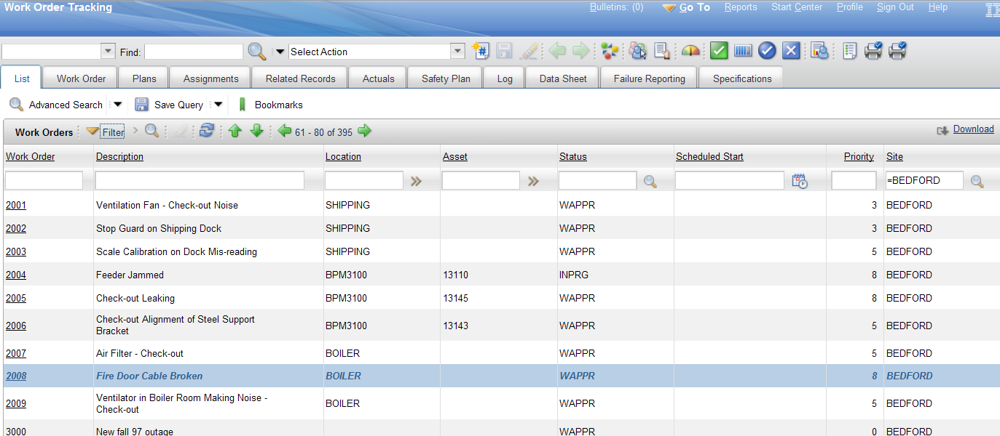 Work Order Tracking Bulletins: (0) Go To Reports Start Center Profile Sign Out Help
Find: Select Action
List Work Order Plans Assignments Related Records Actuals Safety Plan Log Data Sheet Failure Reporting Specifications
Advanced Search Save Query Bookmarks
Work Orders Filter 61 - 80 of 395 Download
Work Order Description Location Asset Status Scheduled Start Priority Site
=BEDFORD
2001 Ventilation Fan - Check-out Noise SHIPPING WAPPR 3 BEDFORD
2002 Stop Guard on Shipping Dock SHIPPING WAPPR 3 BEDFORD
2003 Scale Calibration on Dock Mis-reading SHIPPING WAPPR 5 BEDFORD
2004 Feeder Jammed BPM3100 13110 INPRG 8 BEDFORD
2005 Check-out Leaking BPM3100 13145 WAPPR 8 BEDFORD
2006 Check-out Alignment of Steel Support
Bracket BPM3100 13143 WAPPR 5 BEDFORD
2007 Air Filter - Check-out BOILER WAPPR 5 BEDFORD
2008 Fire Door Cable Broken BOILER WAPPR 8 BEDFORD
2009 Ventilator in Boiler Room Making Noise -
Check-out BOILER WAPPR 5 BEDFORD
3000 New fall 97 outage WAPPR 0 BEDFORD